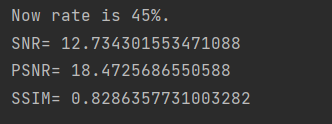 Now rate is 45%.
SNR= 12.734301553471088
PSNR= 18.4725686550588
SSIM= 0.8286357731003282